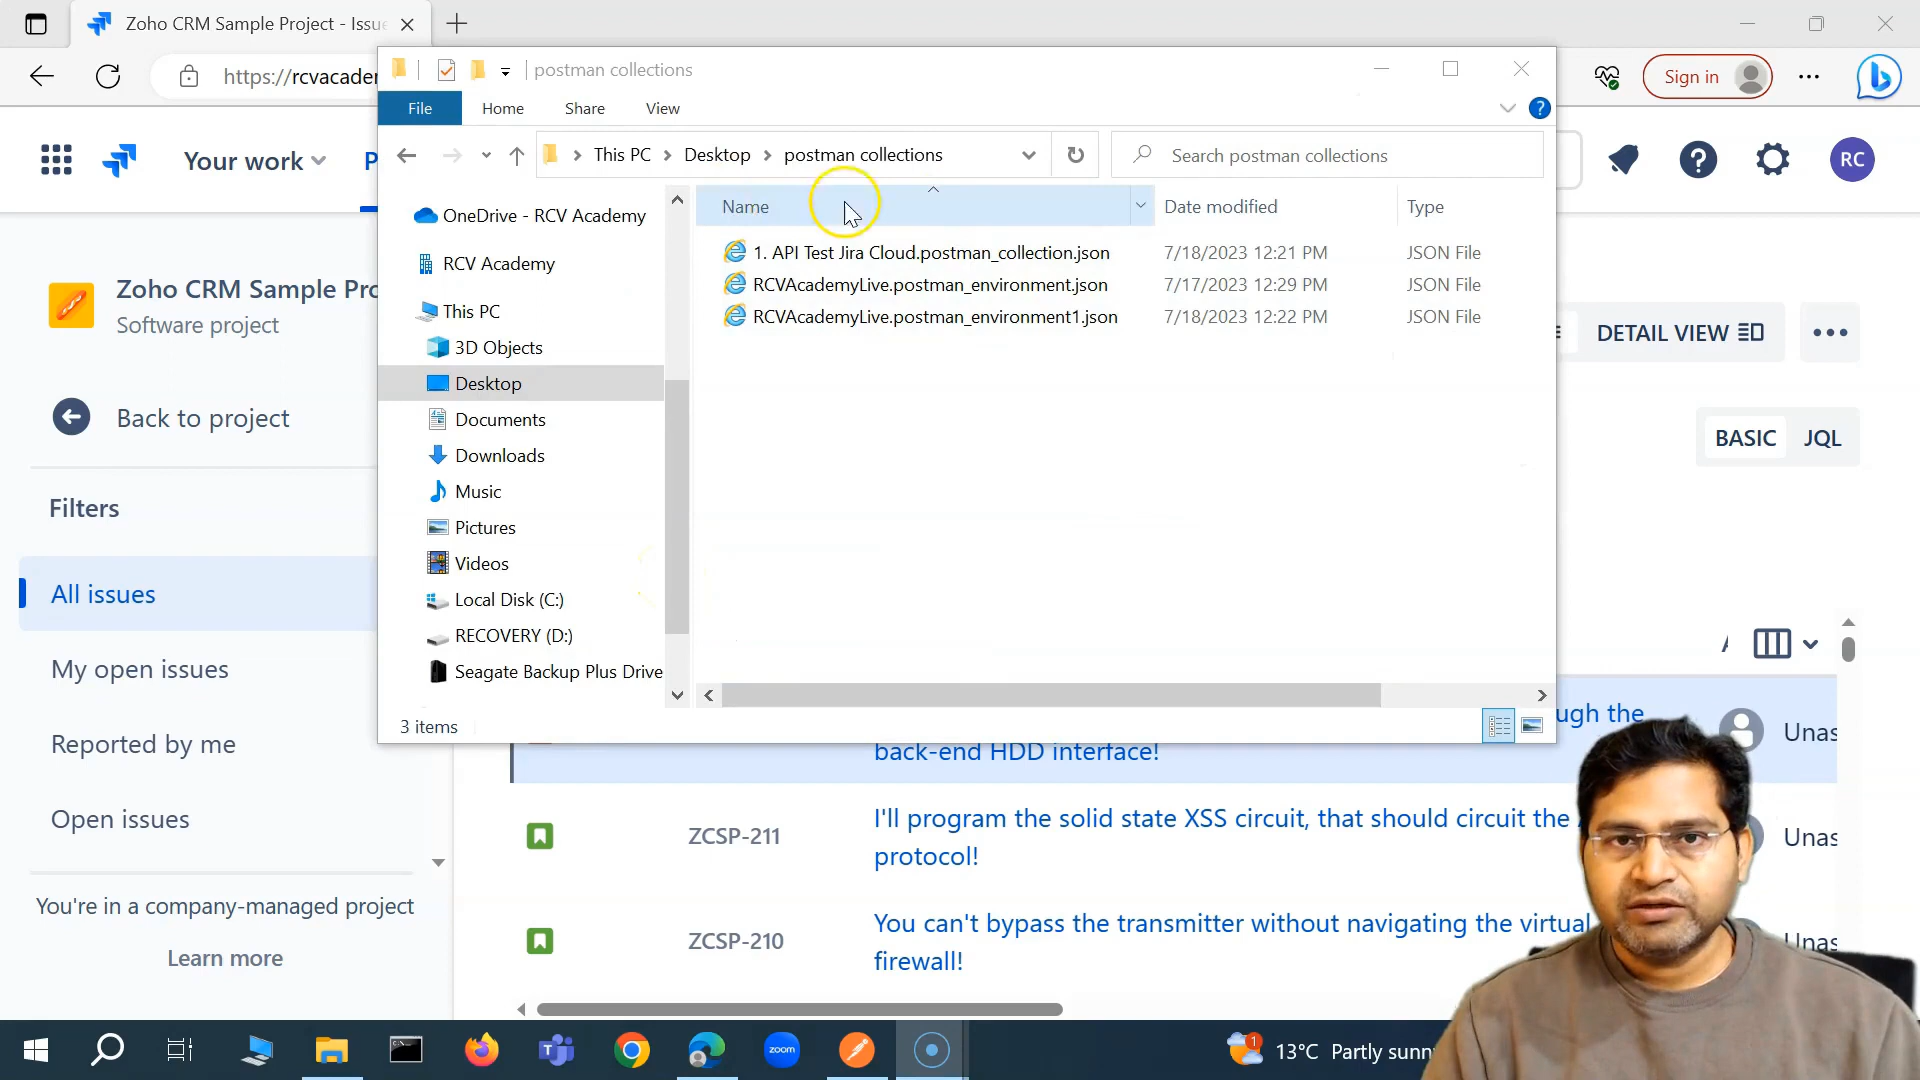 Zoho CRM Sample Project - Issu
https://rcvacader
Sign in
postman collections
File
Home
Share
View
This PC
Desktop
postman collections
Search postman collections
Your work
P
RC
OneDrive - RCV Academy
RCV Academy
This PC
3D Objects
Desktop
Documents
Downloads
Music
Pictures
Videos
Local Disk (C:)
RECOVERY (D:)
Seagate Backup Plus Drive
Name
Date modified
Type
1. API Test Jira Cloud.postman_collection.json
7/18/2023 12:21 PM
JSON File
RCVAcademyLive.postman_environment.json
7/17/2023 12:29 PM
JSON File
RCVAcademyLive.postman_environment1.json
7/18/2023 12:22 PM
JSON File
3 items
Zoho CRM Sample Pro
Software project
Back to project
Filters
All issues
My open issues
Reported by me
Open issues
You're in a company-managed project
Learn more
DETAIL VIEW
BASIC
JQL
ugh the
back-end HDD interface!
Unas
ZCSP-211
I'll program the solid state XSS circuit, that should circuit the
protocol!
Unas
ZCSP-210
You can't bypass the transmitter without navigating the virtual
firewall!
Unas
zoom
1
13°C Partly sunny